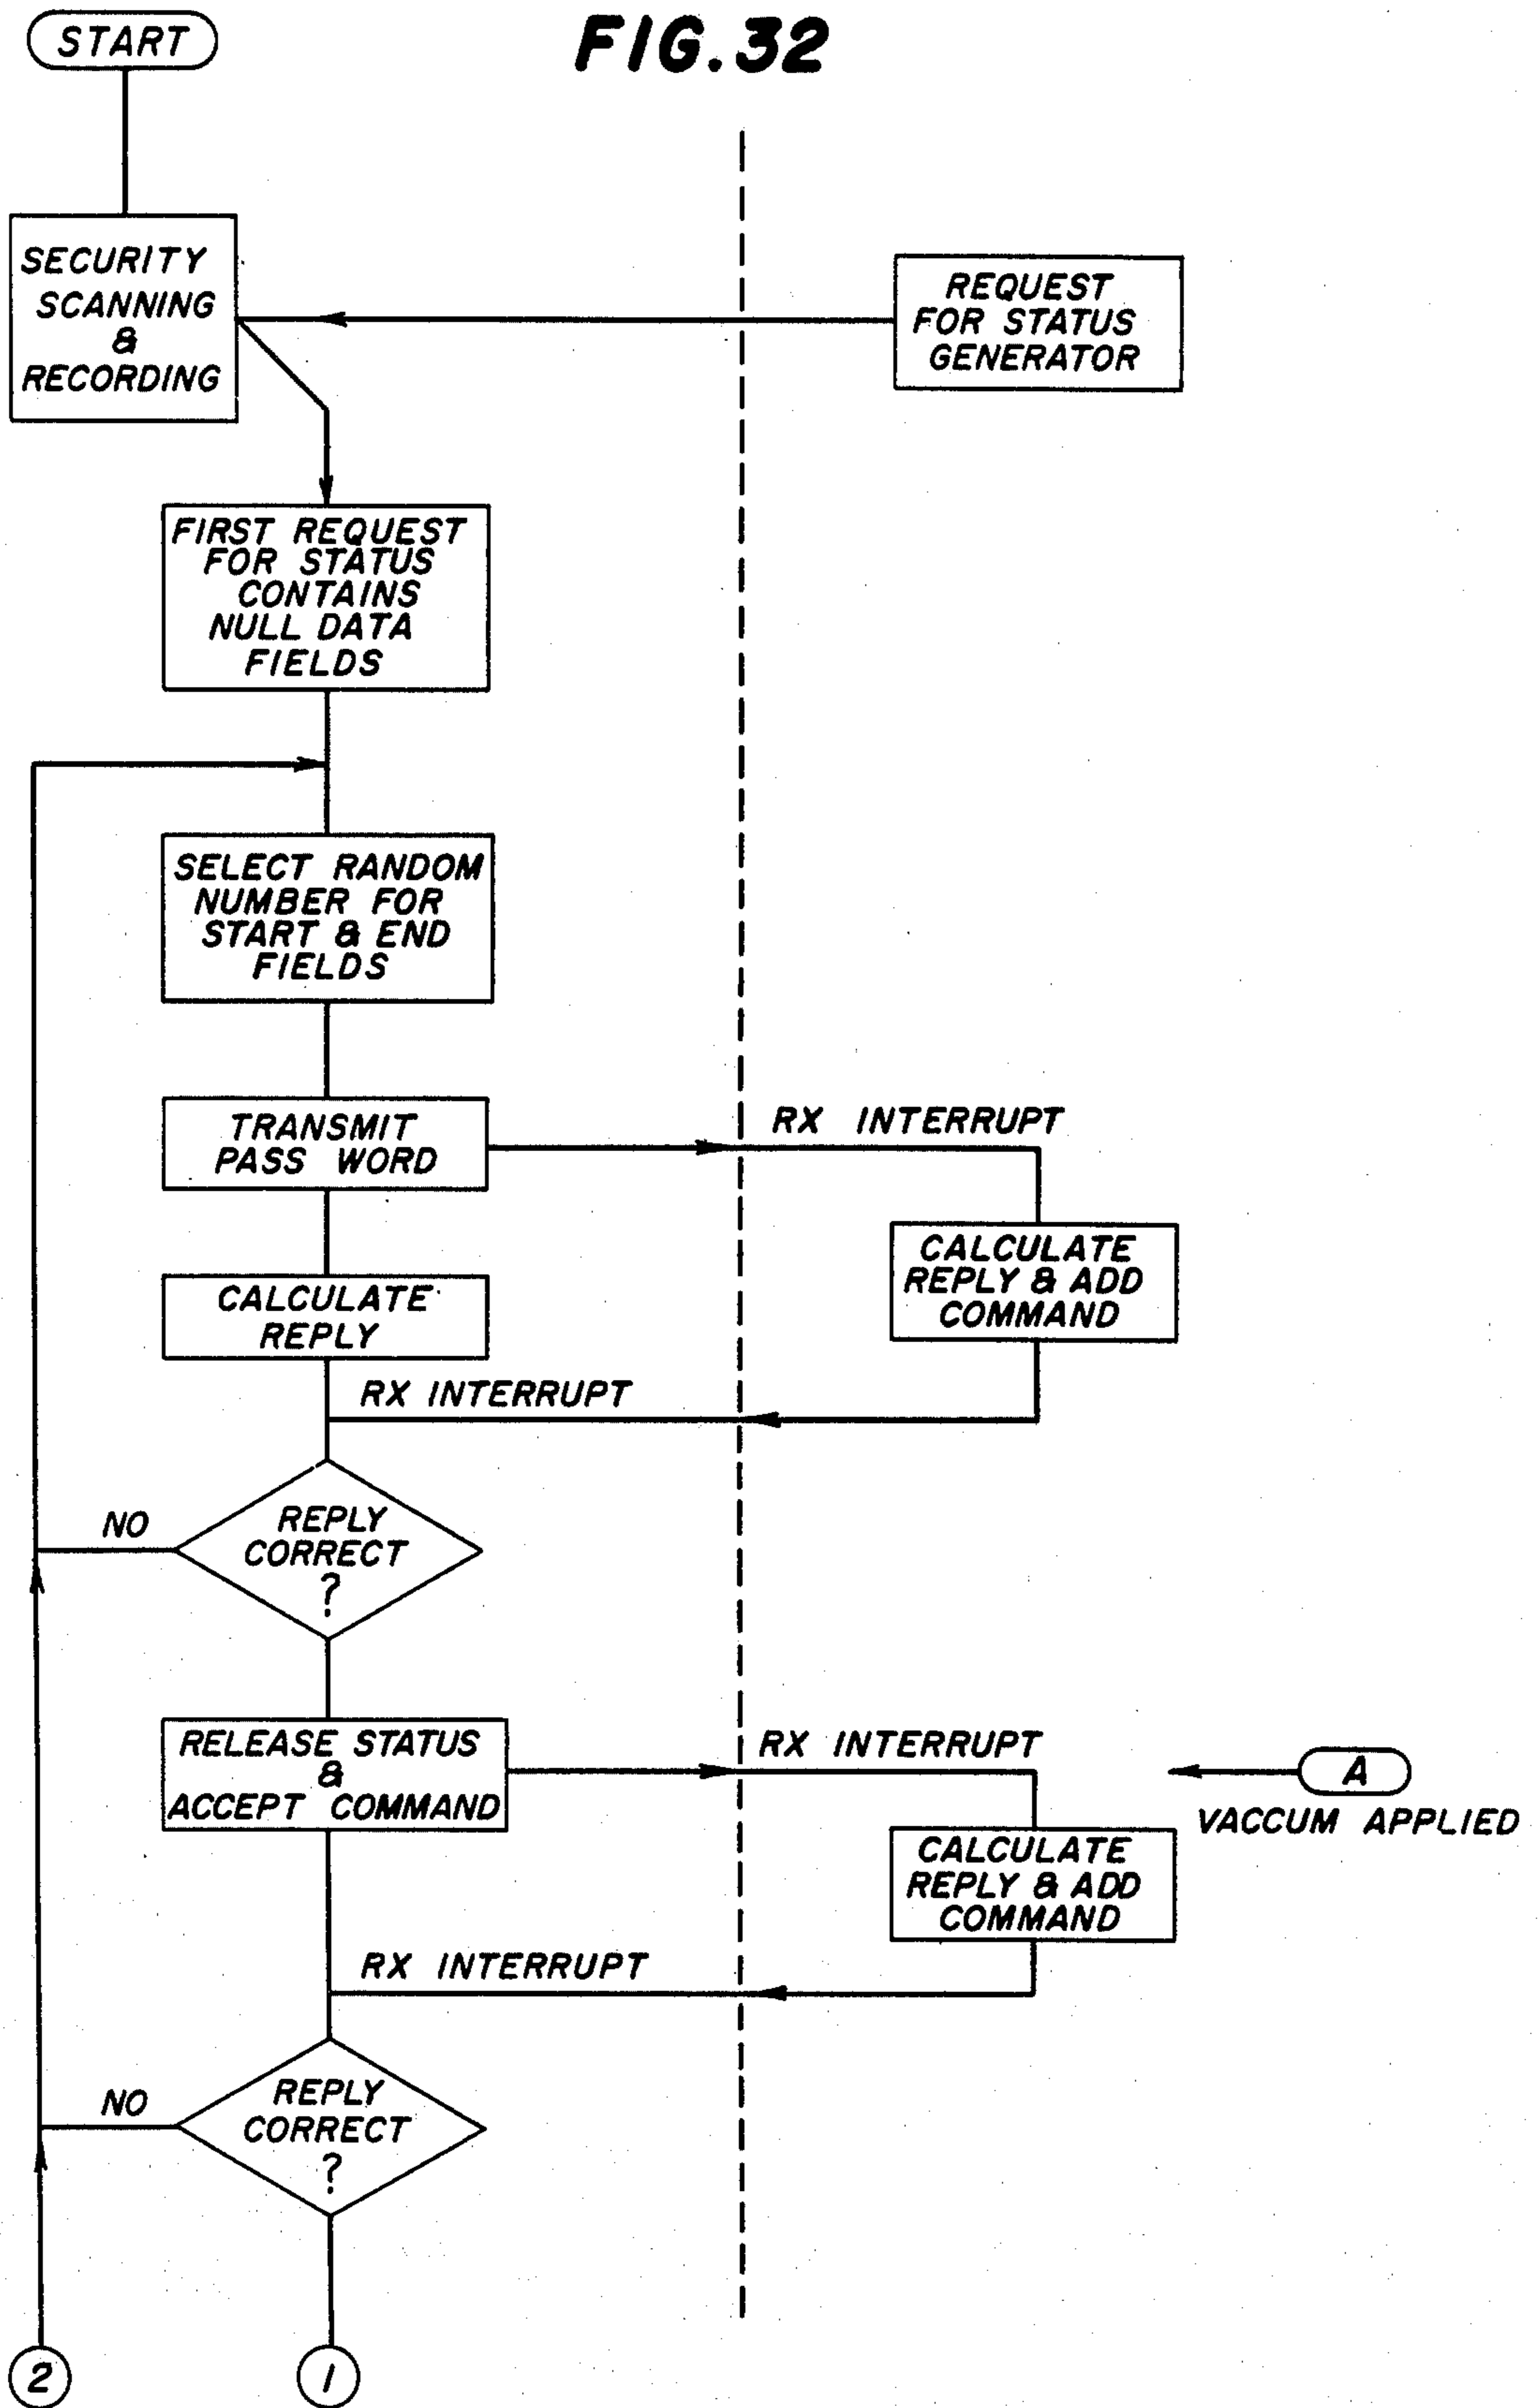 START
FIG.32
SECURITY
SCANNING
&
RECORDING
REQUEST
FOR STATUS
GENERATOR
FIRST REQUEST
FOR STATUS
CONTAINS
NULL DATA
FIELDS
SELECT RANDOM
NUMBER FOR
START & END
FIELDS
TRANSMIT
PASS WORD
RX INTERRUPT
CALCULATE
REPLY & ADD
COMMAND
CALCULATE
REPLY
RX INTERRUPT
NO
REPLY
CORRECT
?
RELEASE STATUS
&
ACCEPT COMMAND
RX INTERRUPT
A
VACCUM APPLIED
CALCULATE
REPLY & ADD
COMMAND
RX INTERRUPT
NO
REPLY
CORRECT
?
2
1